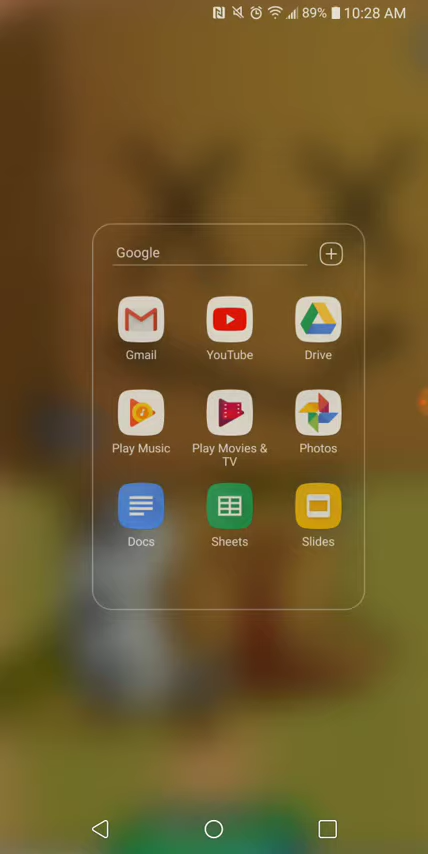 89% 10:28 AM
Google
Gmail YouTube Drive
Play Music Play Movies & TV Photos
Docs Sheets Slides